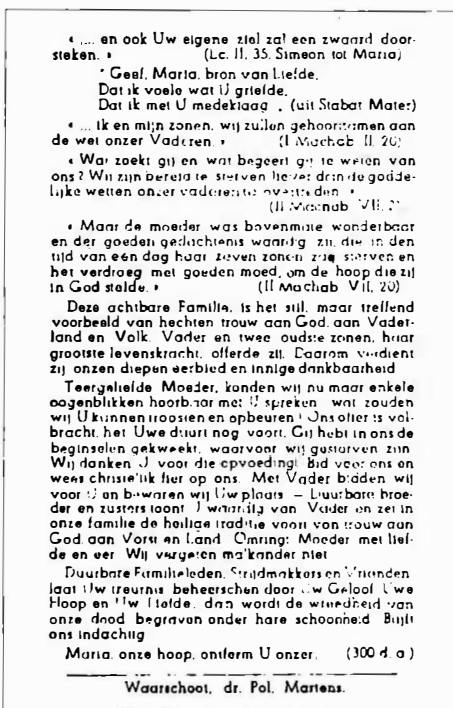 « .... en ook Uw eigene ziel zal een zwaard door-
steken. » (Lc. II, 35, Simeon tot Maria)
" Geef, Maria, bron van Liefde,
Dat ik voele wat U griefde,
Dat ik met U medeklaag . (uit Stabat Mater)
« ... Ik en mijn zonen, wij zullen gehoorzamen aan
de wet onzer Vaderen. » (I Machab II, 20)
« Wat zoekt gij en wat begeert gij te weten van
ons ? Wij zijn bereid te sterven liever dan de godde-
lijke wetten onzer vaderen te overtreden »
(II Machab VII,
« Maar de moeder was bovenmate wonderbaar
en der goeden gedachtenis waardig zij, die in den
tijd van één dag haar zeven zonen zag sterven en
het verdroeg met goeden moed, om de hoop die zij
in God stelde. » (II Machab VII, 20)
Deze achtbare Familie, is het stil, maar treffend
voorbeeld van hechten trouw aan God, aan Vader-
land en Volk. Vader en twee oudste zonen, haar
grootste levenskracht, offerde zij. Daarom verdient
zij onzen diepen eerbied en innige dankbaarheid
Teergeliefde Moeder, konden wij nu maar enkele
oogenblikken hoorbaar met U spreken wat zouden
wij U kunnen troosten en opbeuren ! Ons offer is vol-
bracht, het Uwe duurt nog voort. Gij hebt in ons de
beginselen gekweekt, waarvoor wij gestorven zijn
Wij danken U voor die opvoeding! Bid voor ons en
wees christelijk fier op ons. Met Vader bidden wij
voor U en bewaren wij Uw plaats — Duurbare broe-
der en zusters toont U waardig van Vader en zet in
onze familie de heilige traditie voort van trouw aan
God, aan Vorst en Land. Omringt Moeder met lief-
de en eer Wij vergeten malkander niet
Duurbare Familieleden, Strijdmakkers en Vrienden
laat Uw treurnis beheerschen door Uw Geloof, Uwe
Hoop en Uw Liefde, dan wordt de wreedheid van
onze dood begraven onder hare schoonheid Blijft
ons indachtig
Maria, onze hoop, ontferm U onzer, (300 d. a.)
Waarschoot, dr. Pol. Martens.